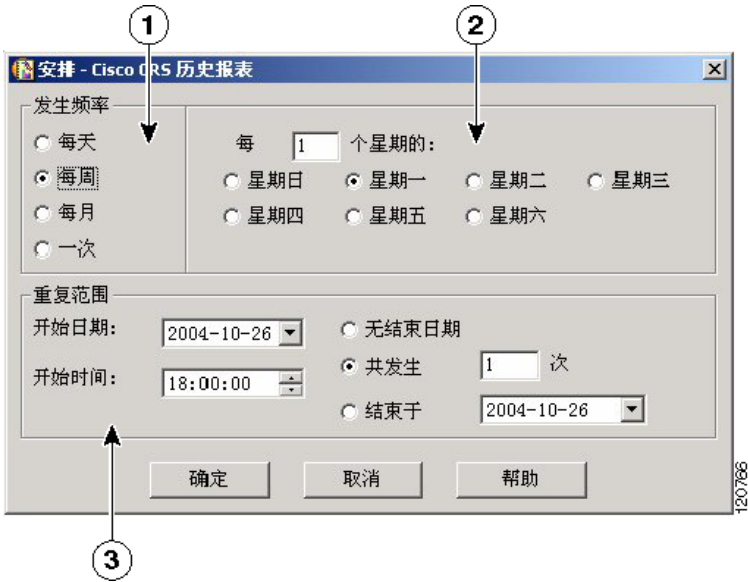 1 2
安排 - Cisco CRS 历史报表
发生频率
每天
每周
每月
一次
每 1 个星期的:
星期日 星期一 星期二 星期三
星期四 星期五 星期六
重复范围
开始日期: 2004-10-26
开始时间: 18:00:00
无结束日期
共发生 1 次
结束于 2004-10-26
确定 取消 帮助
120766
3